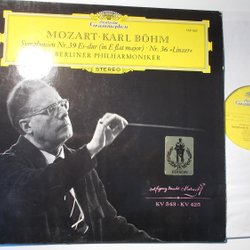 Deutsche
Grammophon
STEREO
MOZART · KARL BÖHM
Symphonien Nr. 39 Es-dur (in E flat major) · Nr. 36 «Linzer»
BERLINER PHILHARMONIKER
KV 543 · KV 425